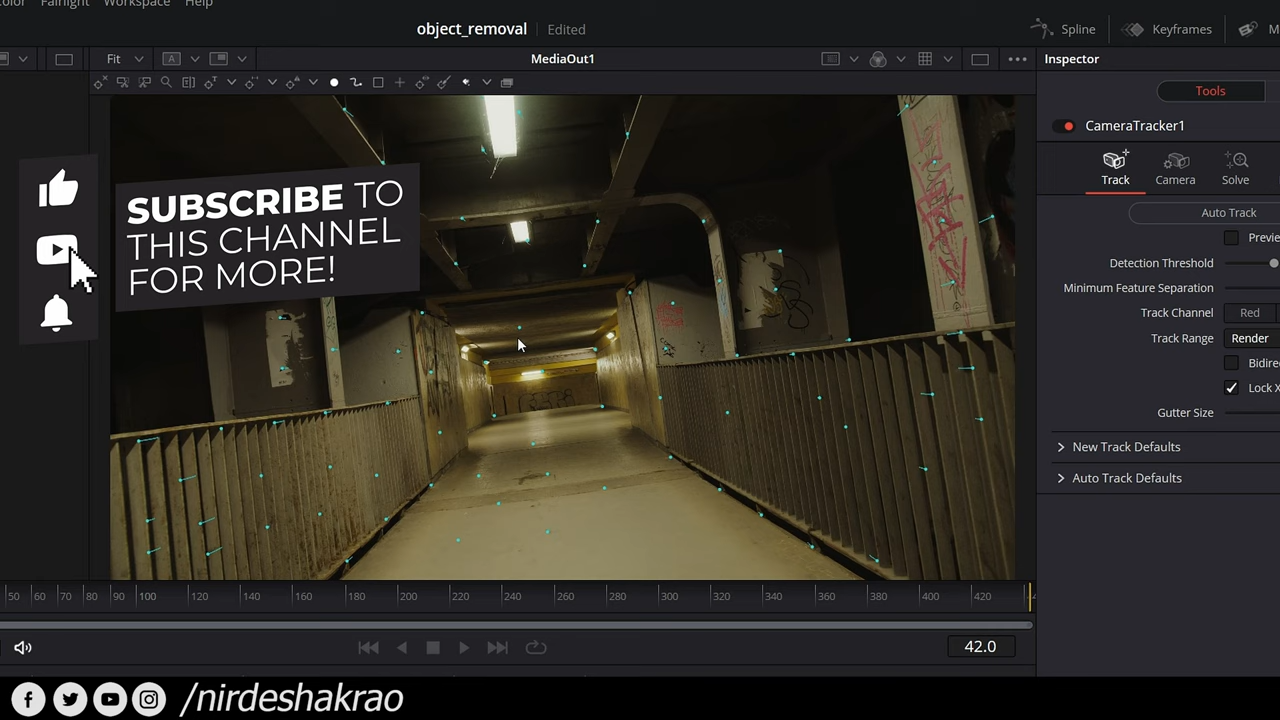 Fairlight Workspace Help
object_removal Edited
Spline Keyframes
Fit A MediaOut1 Inspector
Tools
CameraTracker1
Track Camera Solve
Auto Track
Previe
Detection Threshold
Minimum Feature Separation
Track Channel Red
Track Range Render
Bidire
Lock X
Gutter Size
New Track Defaults
Auto Track Defaults
SUBSCRIBE TO
THIS CHANNEL
FOR MORE!
50 60 70 80 90 100 120 140 160 180 200 220 240 260 280 300 320 340 360 380 400 420
42.0
/nirdeshakrao